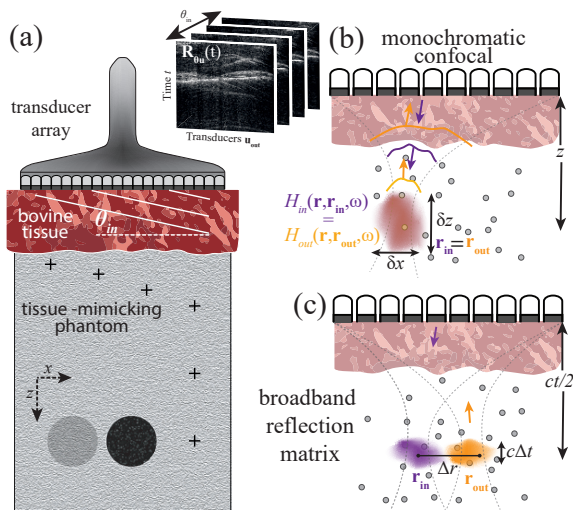 (a)
θin
Rθu(t)
Time t
Transducers uout
transducer
array
bovine
tissue
θin
tissue-mimicking
phantom
x
z
(b)
monochromatic
confocal
z
Hin(r,rin,ω)
=
Hout(r,rout,ω)
δz
rin=rout
δx
(c)
ct/2
broadband
reflection
matrix
cΔt
Δr
rin
rout